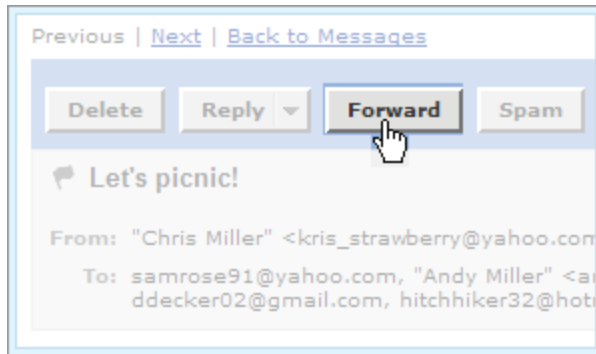 Previous | Next | Back to Messages
Delete Reply Forward Spam
Let's picnic!
From: "Chris Miller" <kris_strawberry@yahoo.com
To: samrose91@yahoo.com, "Andy Miller" <a
ddecker02@gmail.com, hitchhiker32@hot